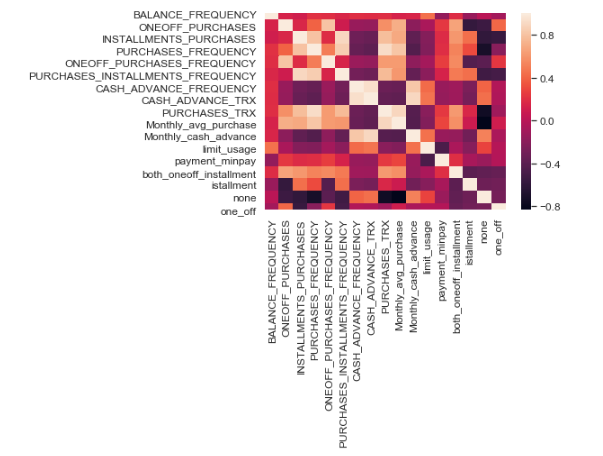 BALANCE_FREQUENCY
ONEOFF_PURCHASES
INSTALLMENTS_PURCHASES
PURCHASES_FREQUENCY
ONEOFF_PURCHASES_FREQUENCY
PURCHASES_INSTALLMENTS_FREQUENCY
CASH_ADVANCE_FREQUENCY
CASH_ADVANCE_TRX
PURCHASES_TRX
Monthly_avg_purchase
Monthly_cash_advance
limit_usage
payment_minpay
both_oneoff_installment
istallment
none
one_off
0.8
0.4
0.0
−0.4
−0.8
BALANCE_FREQUENCY
ONEOFF_PURCHASES
INSTALLMENTS_PURCHASES
PURCHASES_FREQUENCY
ONEOFF_PURCHASES_FREQUENCY
PURCHASES_INSTALLMENTS_FREQUENCY
CASH_ADVANCE_FREQUENCY
CASH_ADVANCE_TRX
PURCHASES_TRX
Monthly_avg_purchase
Monthly_cash_advance
limit_usage
payment_minpay
both_oneoff_installment
istallment
none
one_off